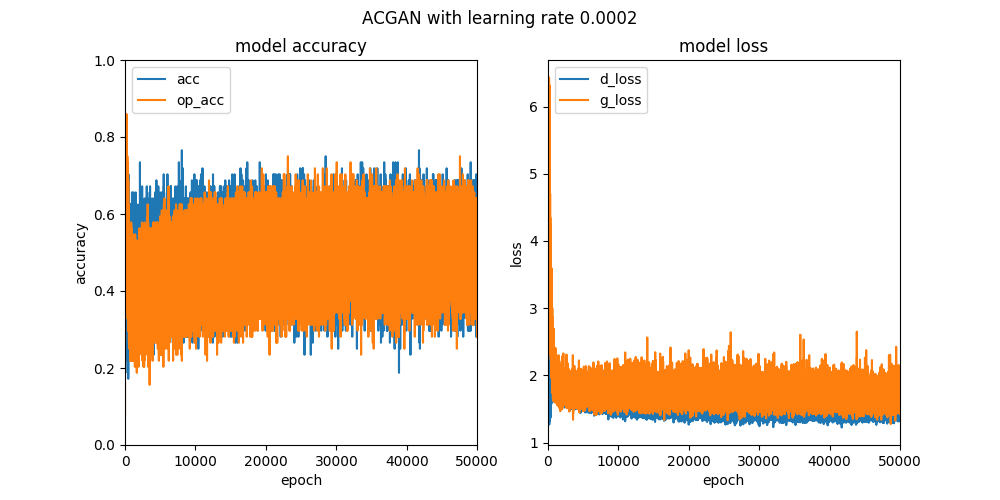 ACGAN with learning rate 0.0002
model accuracy
acc
op_acc
1.0
0.8
0.6
0.4
0.2
0.0
accuracy
0 10000 20000 30000 40000 50000
epoch
model loss
d_loss
g_loss
6
5
4
3
2
1
loss
0 10000 20000 30000 40000 50000
epoch